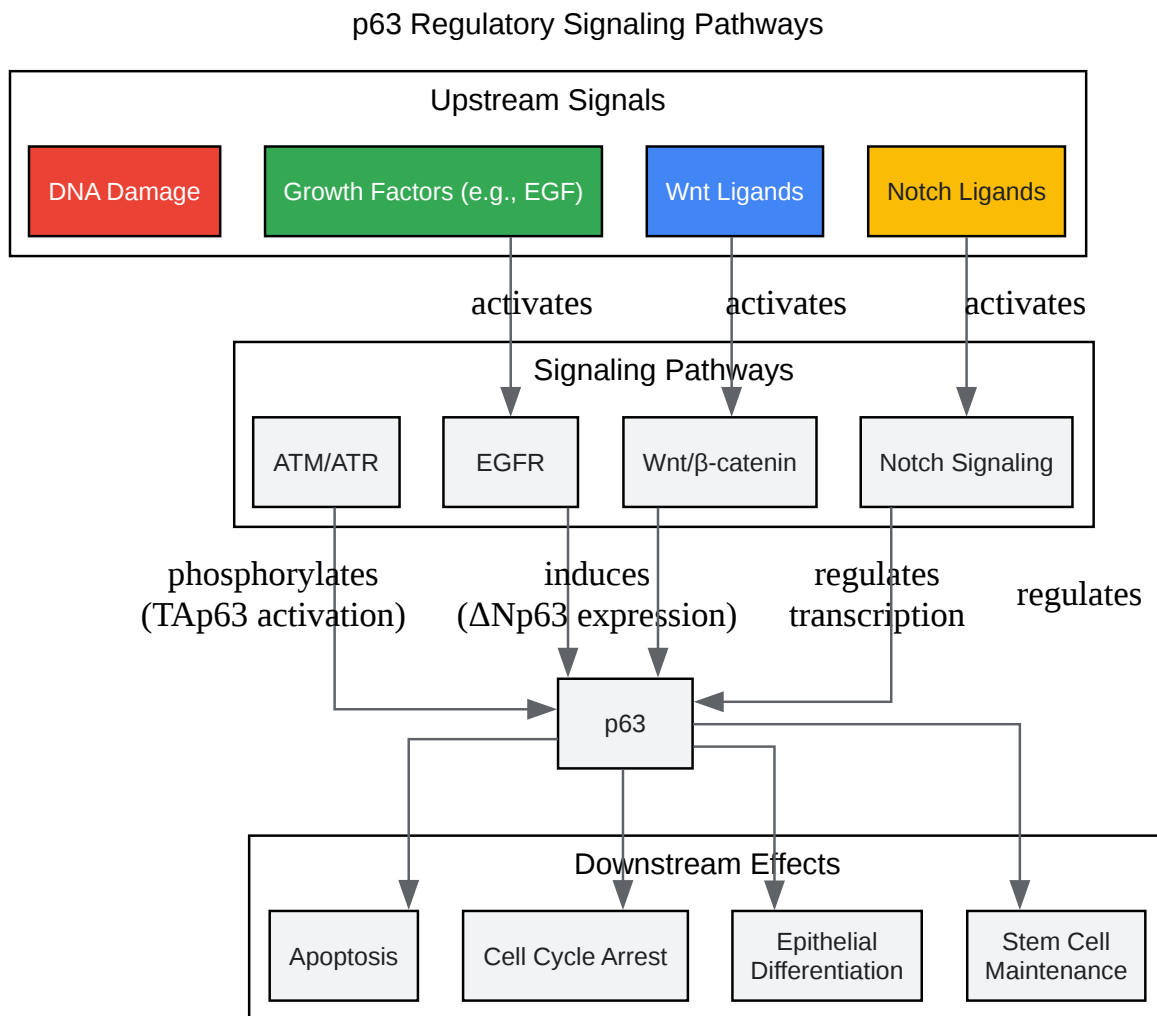 p63 Regulatory Signaling Pathways
Upstream Signals
DNA Damage
Growth Factors (e.g., EGF)
Wnt Ligands
Notch Ligands
activates
activates
activates
Signaling Pathways
ATM/ATR
EGFR
Wnt/β-catenin
Notch Signaling
phosphorylates
(TAp63 activation)
induces
(ΔNp63 expression)
regulates
transcription
regulates
p63
Downstream Effects
Apoptosis
Cell Cycle Arrest
Epithelial
Differentiation
Stem Cell
Maintenance